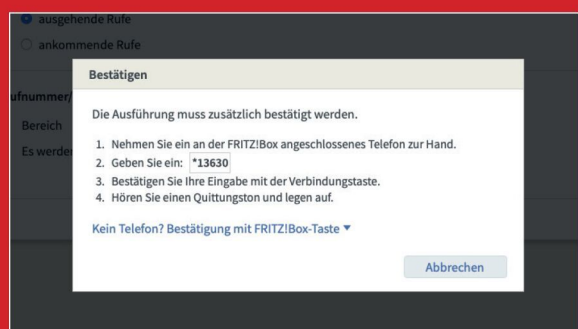 ausgehende Rufe
ankommende Rufe
Bestätigen
ufnummer/
Die Ausführung muss zusätzlich bestätigt werden.
Bereich
1. Nehmen Sie ein an der FRITZ!Box angeschlossenes Telefon zur Hand.
Es werde
2. Geben Sie ein: *13630
3. Bestätigen Sie Ihre Eingabe mit der Verbindungstaste.
4. Hören Sie einen Quittungston und legen auf.
Kein Telefon? Bestätigung mit FRITZ!Box-Taste ▼
Abbrechen